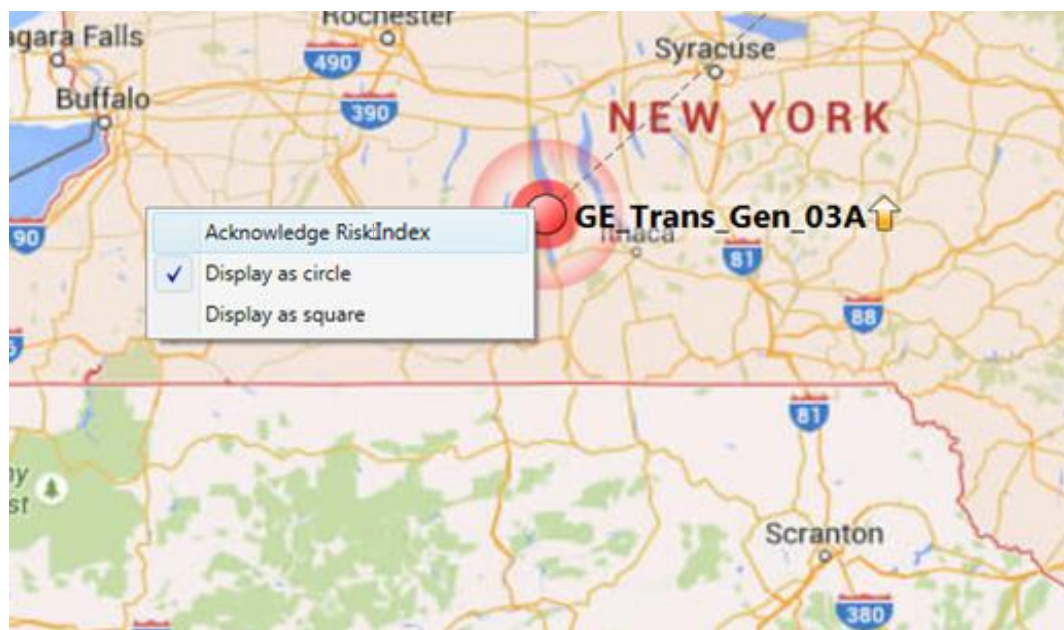 Rochester
agara Falls
490
Syracuse
Buffalo
390
NEW YORK
90
Acknowledge RiskIndex
GE_Trans_Gen_03A
Ithaca
81
Display as circle
Display as square
88
81
st
Scranton
380